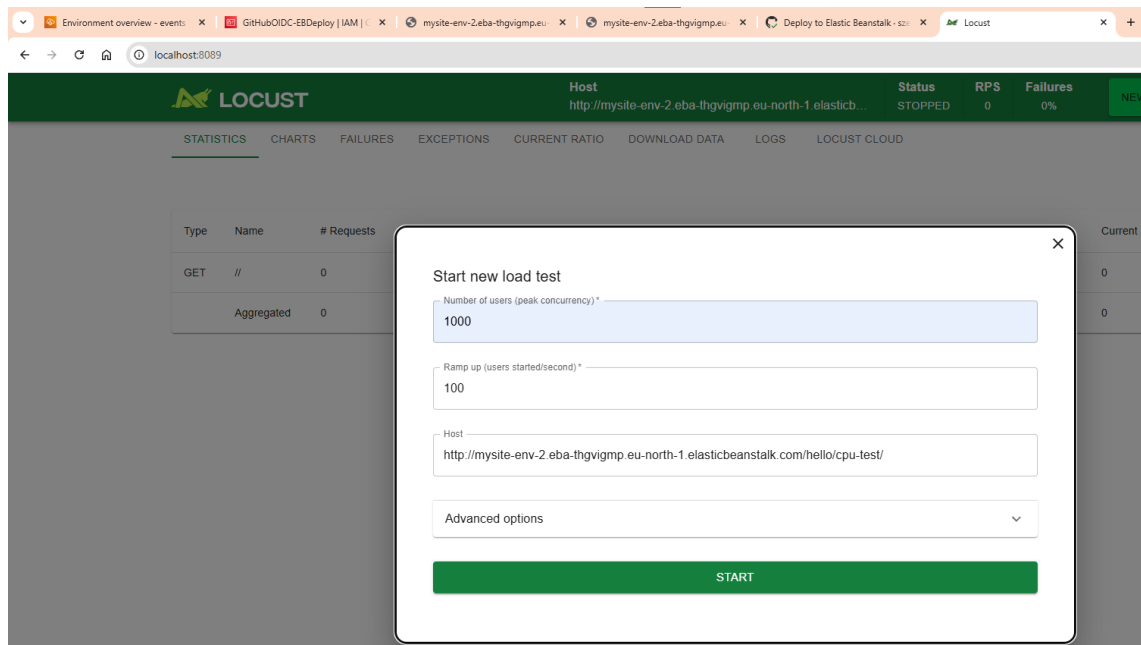 Environment overview - events
GitHubOIDC-EBDeploy | IAM |
mysite-env-2.eba-thgvigmp.eu-
mysite-env-2.eba-thgvigmp.eu-
Deploy to Elastic Beanstalk · sze
Locust
localhost:8089
LOCUST
Host
http://mysite-env-2.eba-thgvigmp.eu-north-1.elasticb...
Status
STOPPED
RPS
0
Failures
0%
NEW
STATISTICS CHARTS FAILURES EXCEPTIONS CURRENT RATIO DOWNLOAD DATA LOGS LOCUST CLOUD
Type Name # Requests Current
GET // 0 0
Aggregated 0 0
Start new load test
Number of users (peak concurrency) *
1000
Ramp up (users started/second) *
100
Host
http://mysite-env-2.eba-thgvigmp.eu-north-1.elasticbeanstalk.com/hello/cpu-test/
Advanced options
START